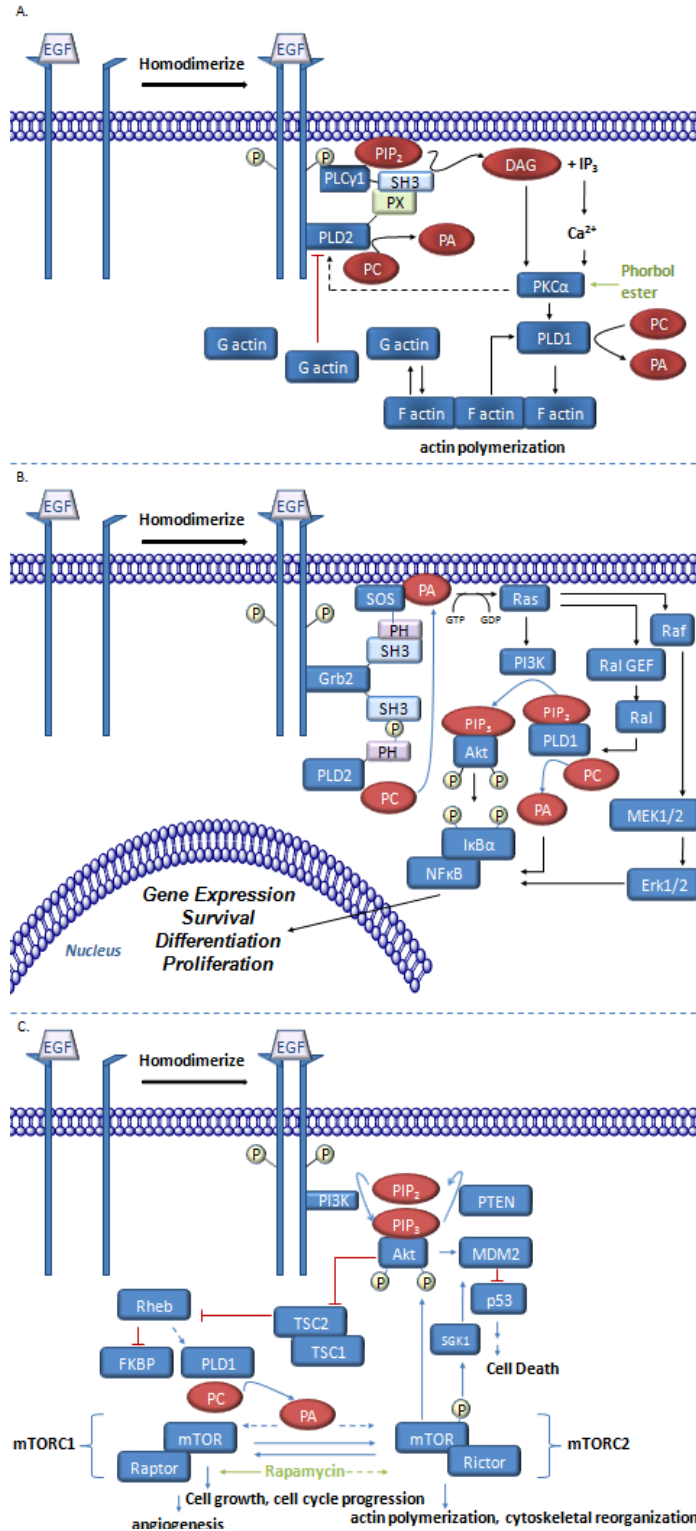 A.
EGF
EGF
Homodimerize
P
P
PIP2
DAG
+ IP3
PLCγ1
SH3
PX
Ca2+
PLD2
PA
PC
PKCα
Phorbol
ester
G actin
G actin
G actin
PLD1
PC
PA
F actin
F actin
F actin
actin polymerization
B.
EGF
EGF
Homodimerize
P
P
SOS
PA
GTP
GDP
Ras
Raf
PH
SH3
Grb2
PI3K
Ral GEF
SH3
P
PH
PIP3
Akt
P
P
PIP2
PLD1
Ral
PLD2
PC
PC
PA
MEK1/2
P
P
IκBα
NFκB
Erk1/2
Gene Expression
Survival
Differentiation
Proliferation
Nucleus
C.
EGF
EGF
Homodimerize
P
P
PI3K
PIP2
PTEN
PIP3
Akt
P
P
MDM2
p53
Rheb
TSC2
TSC1
SGK1
FKBP
PLD1
Cell Death
PC
PA
P
mTORC1
mTOR
Raptor
mTOR
Rictor
mTORC2
Rapamycin
Cell growth, cell cycle progression
angiogenesis
actin polymerization, cytoskeletal reorganization